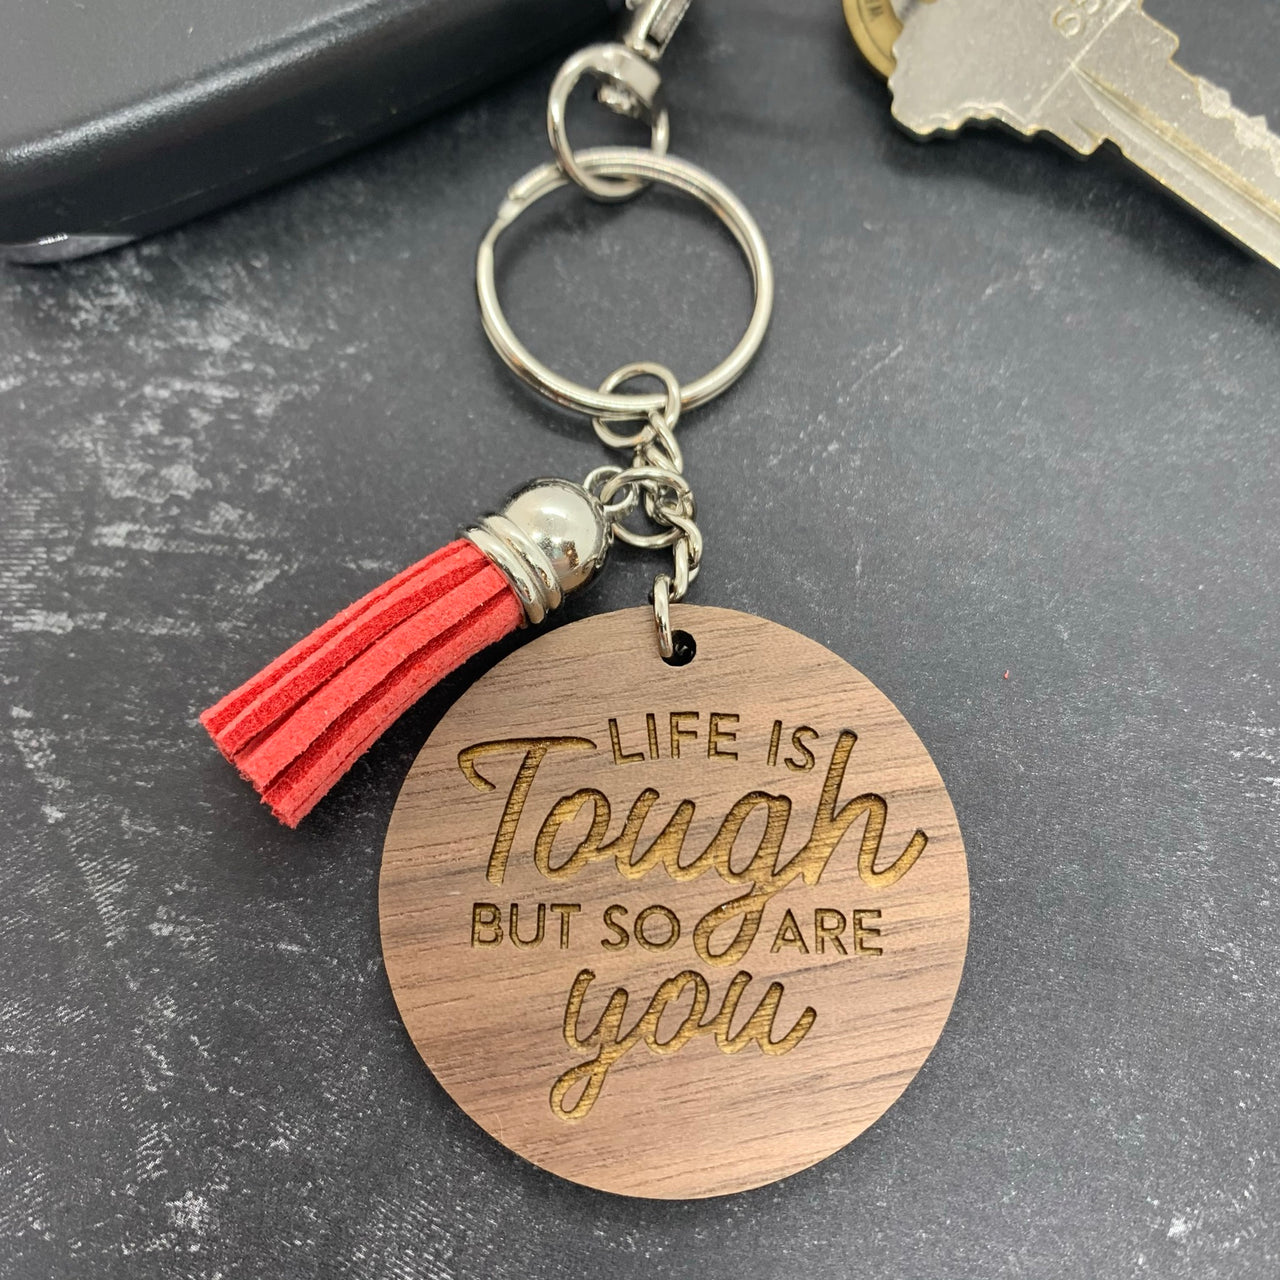 LIFE IS
Tough
BUT SO ARE
you